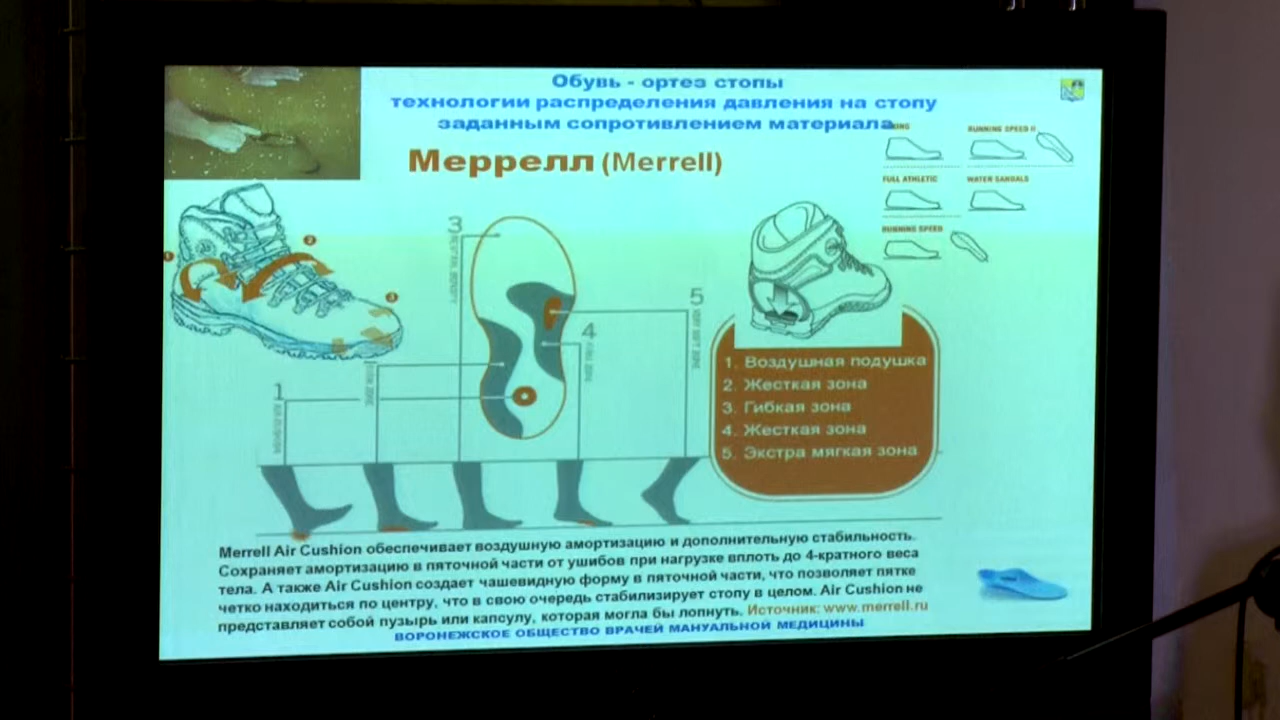 Обувь - ортез стопы
технологии распределения давления на стопу
заданным сопротивлением материала
Меррелл (Merrell)
RUNNING SPEED II
FULL ATHLETIC
WATER SANDALS
RUNNING SPEED
1
2
3
3
5
4
1
1. Воздушная подушка
2. Жесткая зона
3. Гибкая зона
4. Жесткая зона
5. Экстра мягкая зона
Merrell Air Cushion обеспечивает воздушную амортизацию и дополнительную стабильность.
Сохраняет амортизацию в пяточной части от ушибов при нагрузке вплоть до 4-кратного веса
тела. А также Air Cushion создает чашевидную форму в пяточной части, что позволяет пятке
четко находиться по центру, что в свою очередь стабилизирует стопу в целом. Air Cushion не
представляет собой пузырь или капсулу, которая могла бы лопнуть. Источник: www.merrell.ru
ВОРОНЕЖСКОЕ ОБЩЕСТВО ВРАЧЕЙ МАНУАЛЬНОЙ МЕДИЦИНЫ